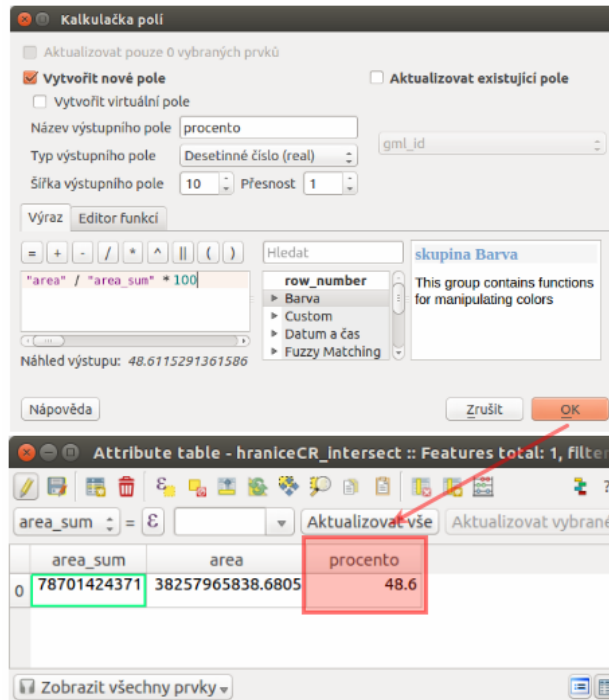 Kalkulačka polí
Aktualizovat pouze 0 vybraných prvků
Vytvořit nové pole
Aktualizovat existující pole
Vytvořit virtuální pole
Název výstupního pole procento
gml_id
Typ výstupního pole Desetinné číslo (real)
Šířka výstupního pole 10 Přesnost 1
Výraz Editor funkcí
= + - / * ^ || ( ) Hledat
skupina Barva
"area" / "area_sum" *100
row_number
This group contains functions
Barva
for manipulating colors
Custom
Datum a čas
Fuzzy Matching
Náhled výstupu: 48.6115291361586
Nápověda Zrušit OK
Attribute table - hraniceCR_intersect :: Features total: 1, filter
area_sum = ε Aktualizovat vše Aktualizovat vybrané
area_sum area procento
0 78701424371 38257965838.6805 48.6
Zobrazit všechny prvky